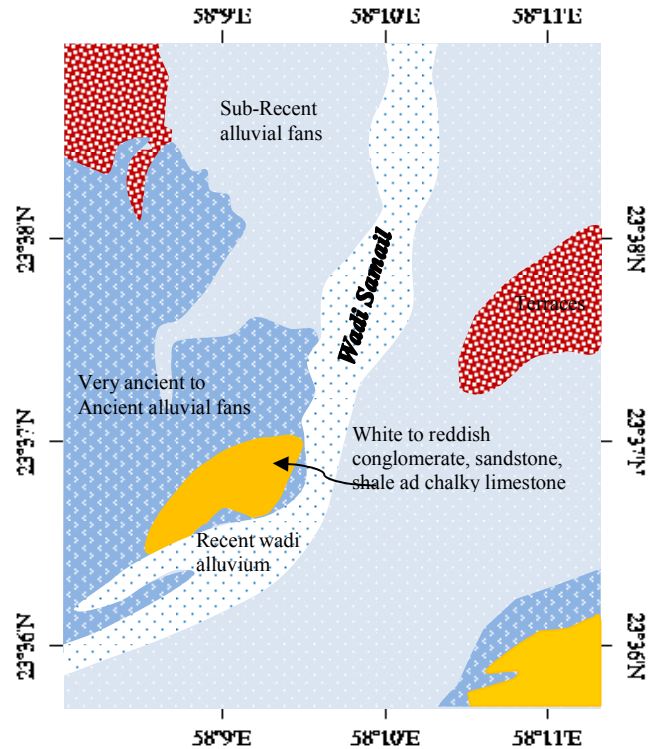 58°9'E 58°10'E 58°11'E
Sub-Recent
alluvial fans
23°38'N 23°38'N
Wadi Samail
Terraces
Very ancient to
Ancient alluvial fans
23°37'N 23°37'N
White to reddish
conglomerate, sandstone,
shale ad chalky limestone
Recent wadi
alluvium
23°36'N 23°36'N
58°9'E 58°10'E 58°11'E